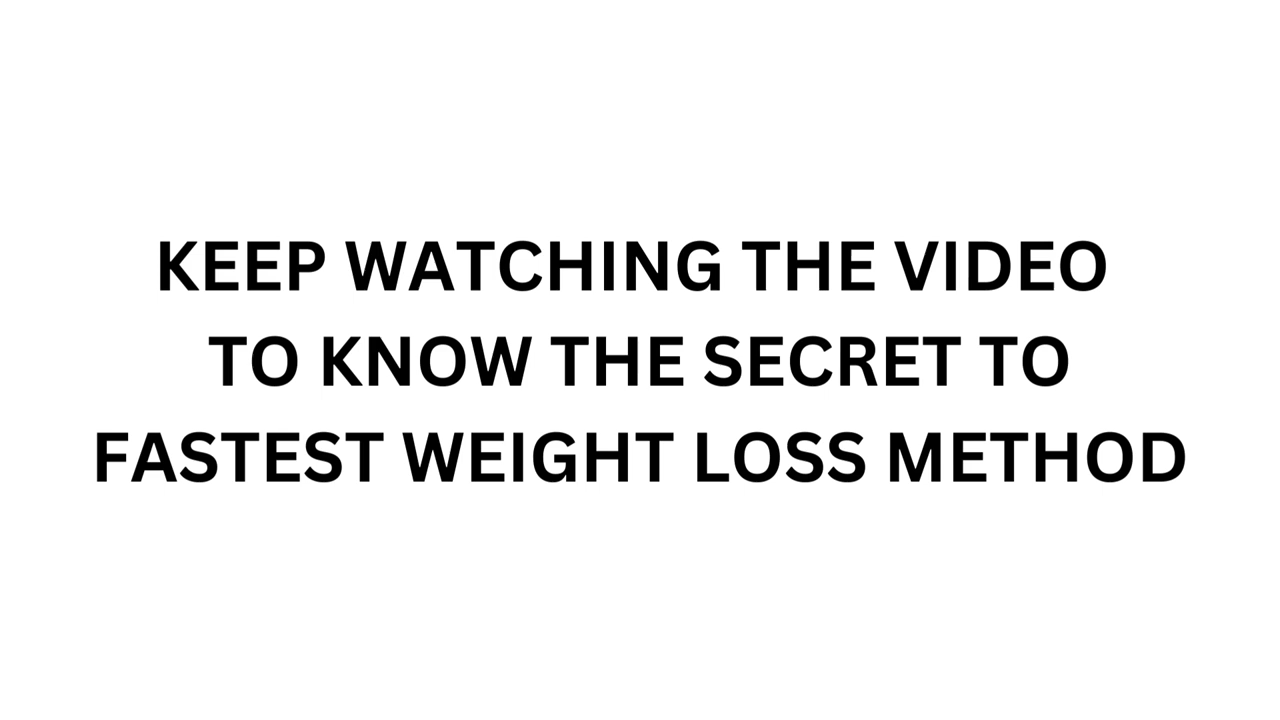 KEEP WATCHING THE VIDEO
TO KNOW THE SECRET TO
FASTEST WEIGHT LOSS METHOD